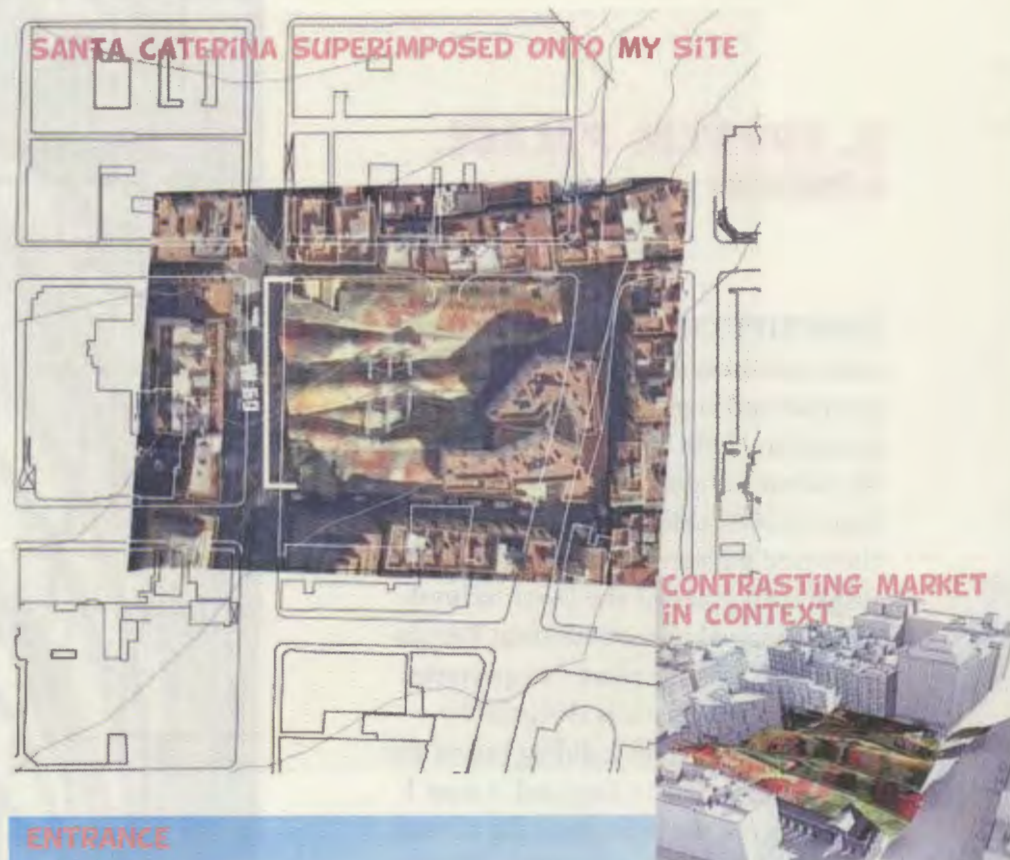 SANTA CATERINA SUPERIMPOSED ONTO MY SITE
CONTRASTING MARKET
IN CONTEXT
ENTRANCE